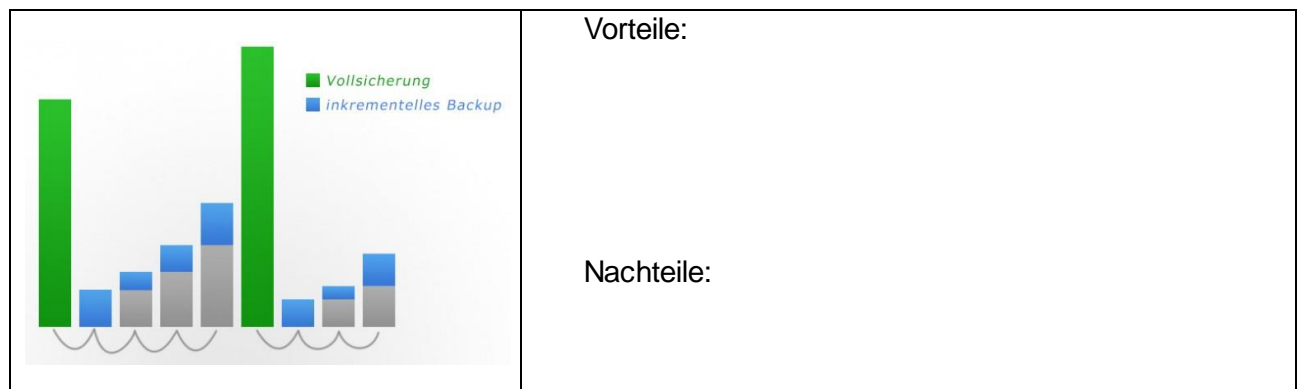 Vollsicherung
inkrementelles Backup
Vorteile:
Nachteile: